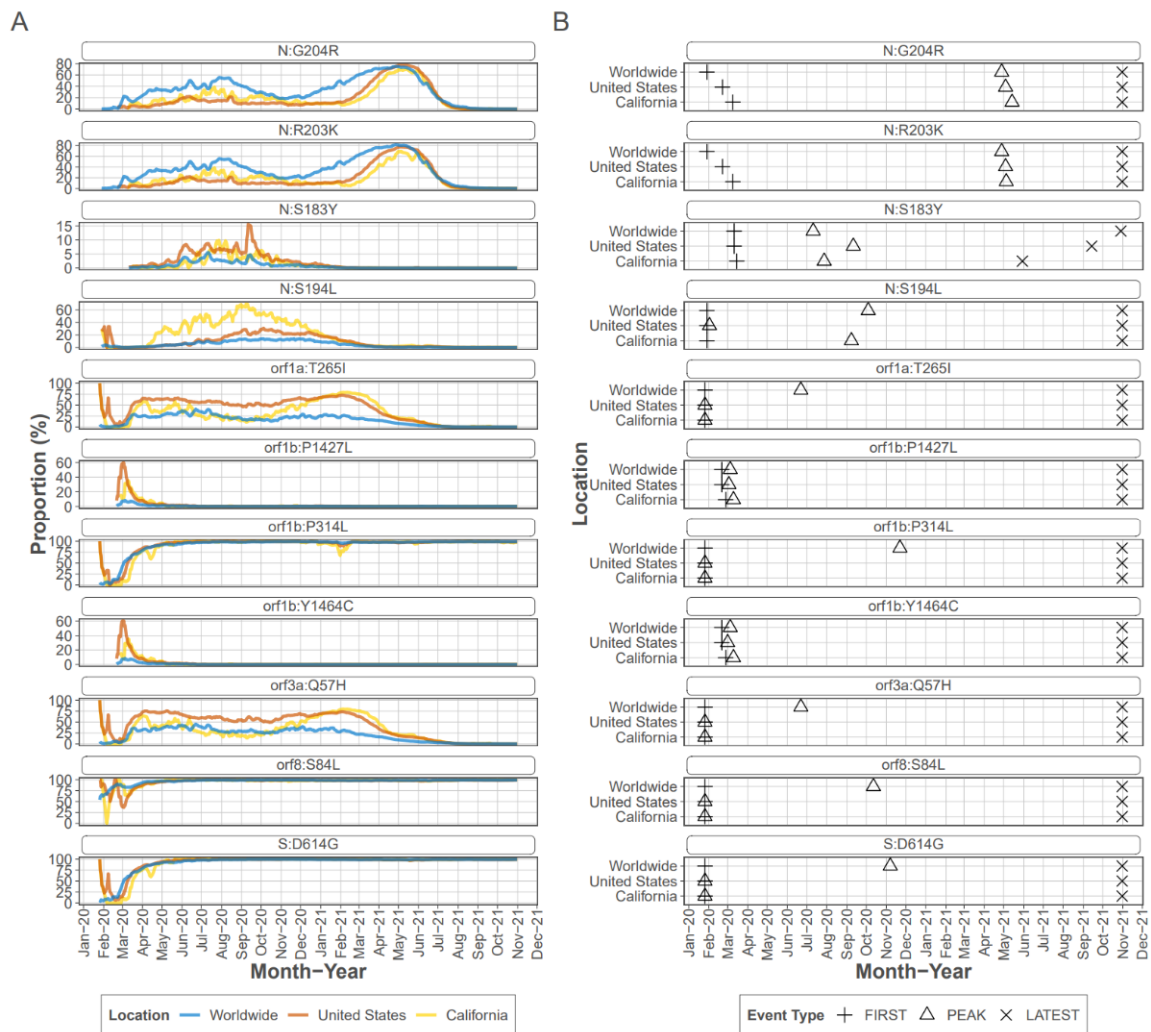 A
N:G204R
80
60
40
20
0
N:R203K
80
60
40
20
0
N:S183Y
15
10
5
0
N:S194L
60
40
20
0
orf1a:T265I
100
75
50
25
0
orf1b:P1427L
60
40
20
0
orf1b:P314L
100
75
50
25
0
orf1b:Y1464C
60
40
20
0
orf3a:Q57H
100
75
50
25
0
orf8:S84L
100
75
50
25
0
S:D614G
100
75
50
25
0
Proportion (%)
Jan−20
Feb−20
Mar−20
Apr−20
May−20
Jun−20
Jul−20
Aug−20
Sep−20
Oct−20
Nov−20
Dec−20
Jan−21
Feb−21
Mar−21
Apr−21
May−21
Jun−21
Jul−21
Aug−21
Sep−21
Oct−21
Nov−21
Dec−21
Month−Year
Location Worldwide United States California
B
N:G204R
Worldwide
United States
California
N:R203K
Worldwide
United States
California
N:S183Y
Worldwide
United States
California
N:S194L
Worldwide
United States
California
orf1a:T265I
Worldwide
United States
California
orf1b:P1427L
Worldwide
United States
California
orf1b:P314L
Worldwide
United States
California
orf1b:Y1464C
Worldwide
United States
California
orf3a:Q57H
Worldwide
United States
California
orf8:S84L
Worldwide
United States
California
S:D614G
Worldwide
United States
California
Location
Jan−20
Feb−20
Mar−20
Apr−20
May−20
Jun−20
Jul−20
Aug−20
Sep−20
Oct−20
Nov−20
Dec−20
Jan−21
Feb−21
Mar−21
Apr−21
May−21
Jun−21
Jul−21
Aug−21
Sep−21
Oct−21
Nov−21
Dec−21
Month−Year
Event Type FIRST PEAK LATEST